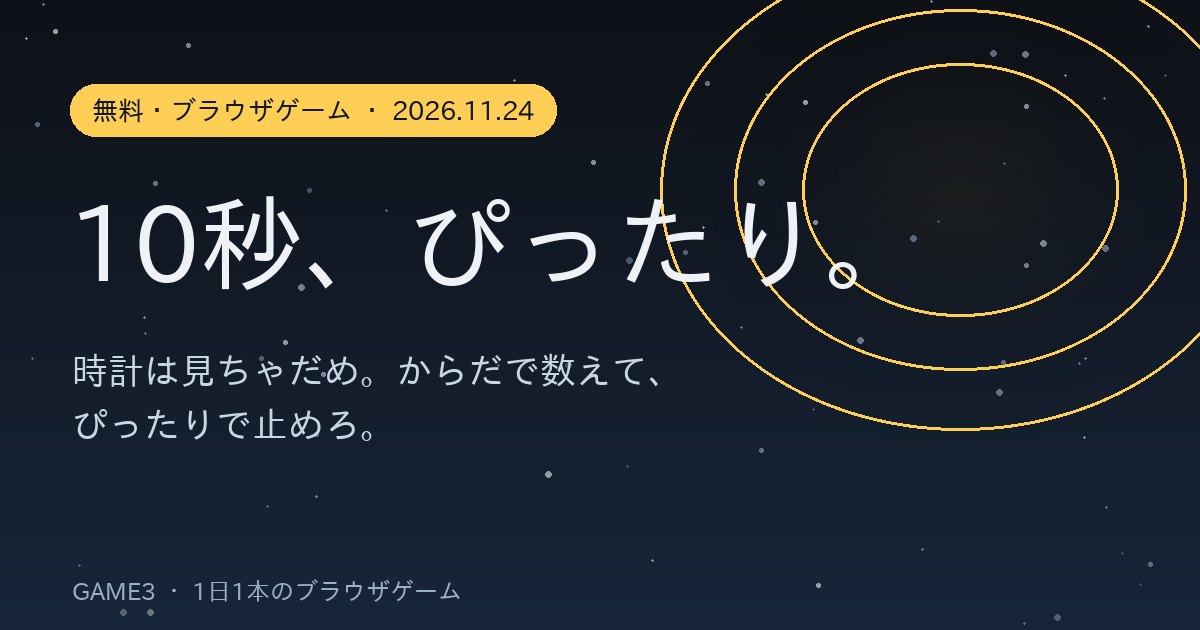 無料・ブラウザゲーム ・ 2026.11.24
10秒、ぴったり。
時計は見ちゃだめ。からだで数えて、
ぴったりで止めろ。
GAME3 ・ 1日1本のブラウザゲーム